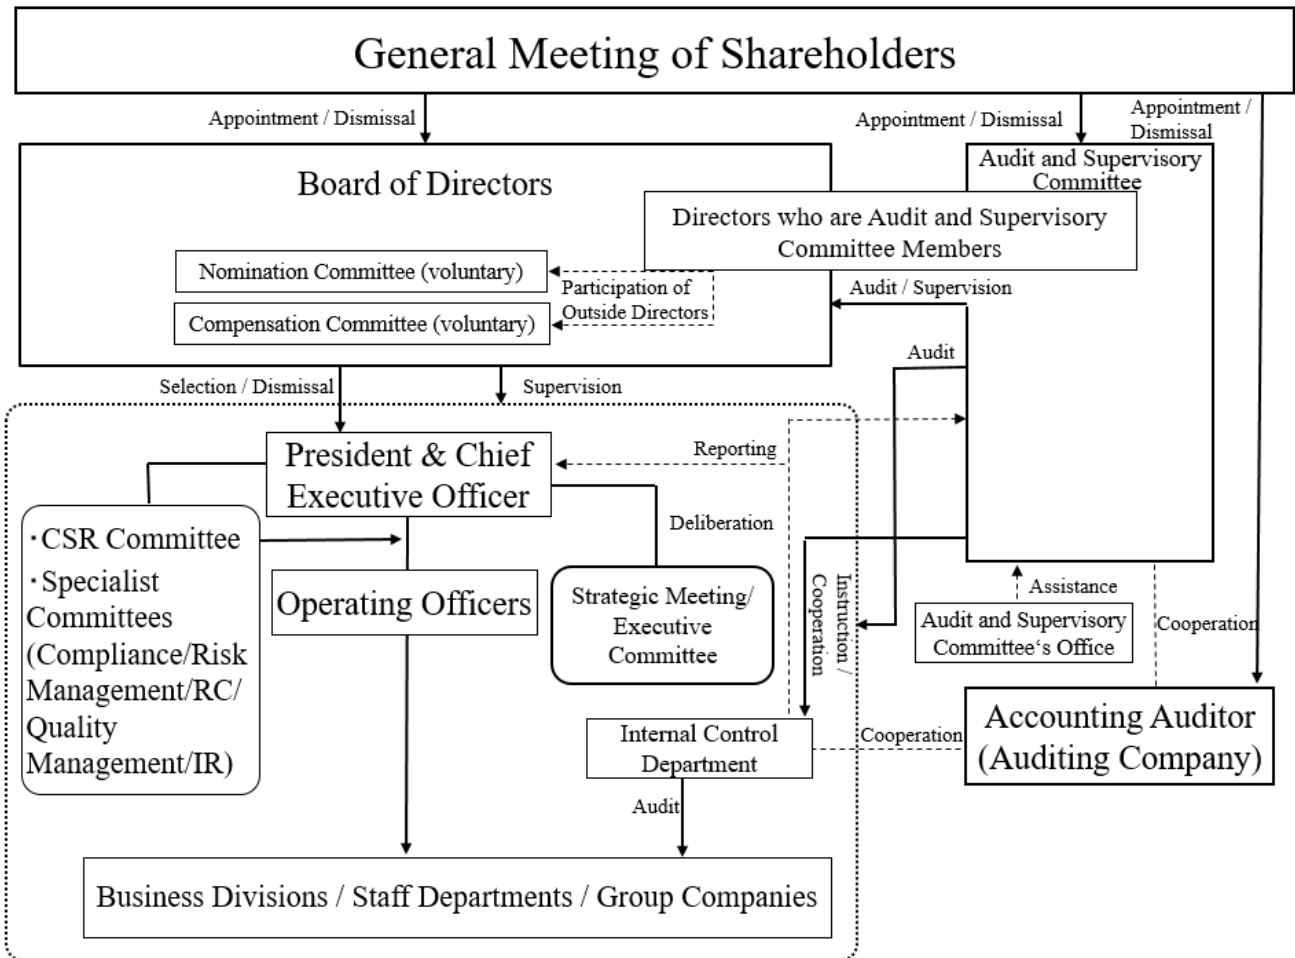 General Meeting of Shareholders
Appointment / Dismissal
Appointment / Dismissal
Appointment /
Dismissal
Board of Directors
Audit and Supervisory
Committee
Directors who are Audit and Supervisory
Committee Members
Nomination Committee (voluntary)
Participation of
Outside Directors
Compensation Committee (voluntary)
Audit / Supervision
Audit
Selection / Dismissal
Supervision
President & Chief
Executive Officer
Reporting
Deliberation
・CSR Committee
・Specialist
Committees
(Compliance/Risk
Management/RC/
Quality
Management/IR)
Operating Officers
Strategic Meeting/
Executive
Committee
Instruction /
Cooperation
Assistance
Audit and Supervisory
Committee‘s Office
Cooperation
Internal Control
Department
Cooperation
Accounting Auditor
(Auditing Company)
Audit
Business Divisions / Staff Departments / Group Companies